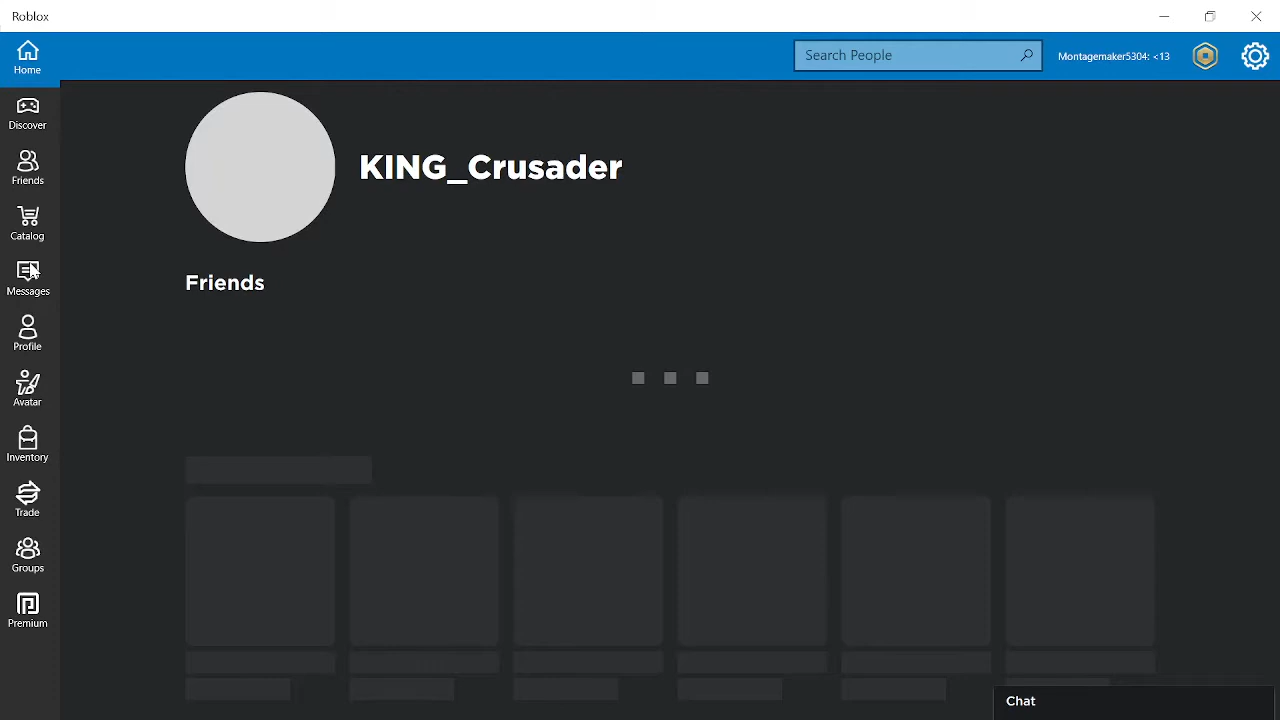 Roblox
Search People
Montagemaker5304: <13
Home
Discover
Friends
Catalog
Messages
Profile
Avatar
Inventory
Trade
Groups
Premium
KING_Crusader
Friends
Chat